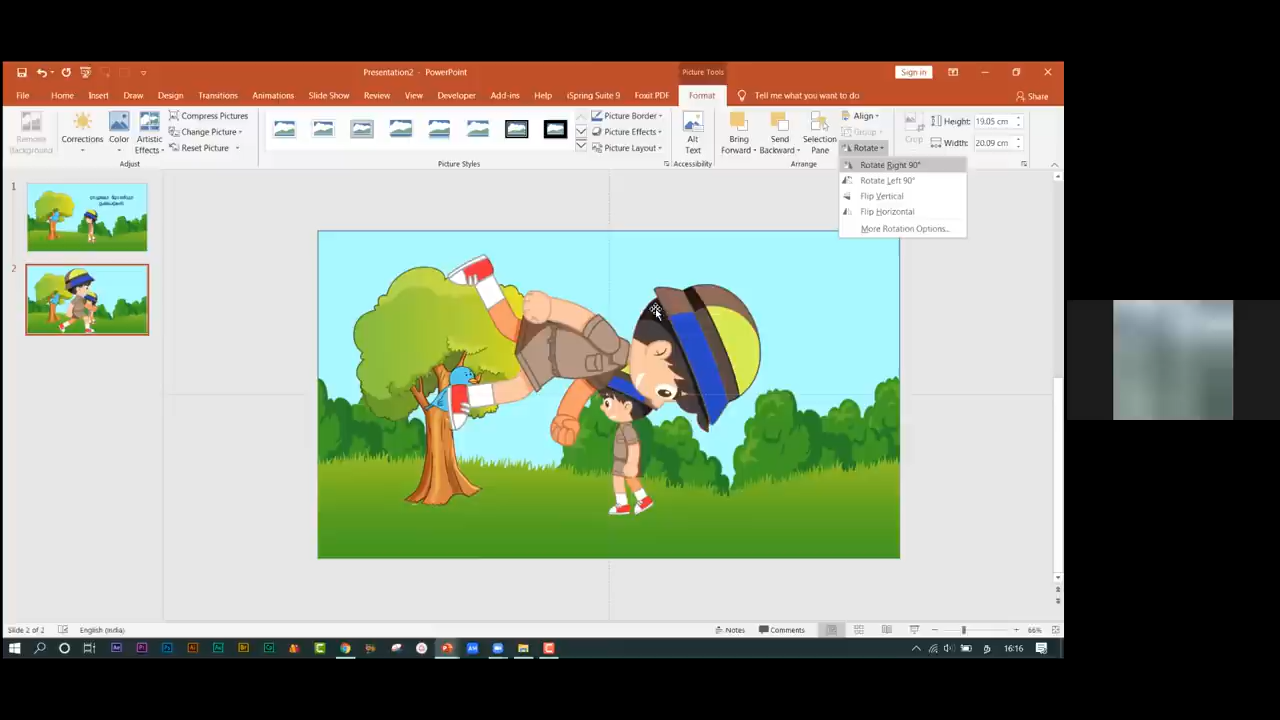 Presentation2 - PowerPoint
Picture Tools
Sign in
File Home Insert Draw Design Transitions Animations Slide Show Review View Developer Add-ins Help iSpring Suite 9 Foxit PDF Format Tell me what you want to do Share
Remove Background
Corrections
Color
Artistic Effects
Compress Pictures
Change Picture
Reset Picture
Adjust
Picture Styles
Picture Border
Picture Effects
Picture Layout
Alt Text
Accessibility
Bring Forward
Send Backward
Selection Pane
Align
Group
Rotate
Arrange
Crop
Height: 19.05 cm
Width: 20.09 cm
Rotate Right 90°
Rotate Left 90°
Flip Vertical
Flip Horizontal
More Rotation Options...
1
2
Slide 2 of 2
English (India)
Notes
Comments
66%
16:16